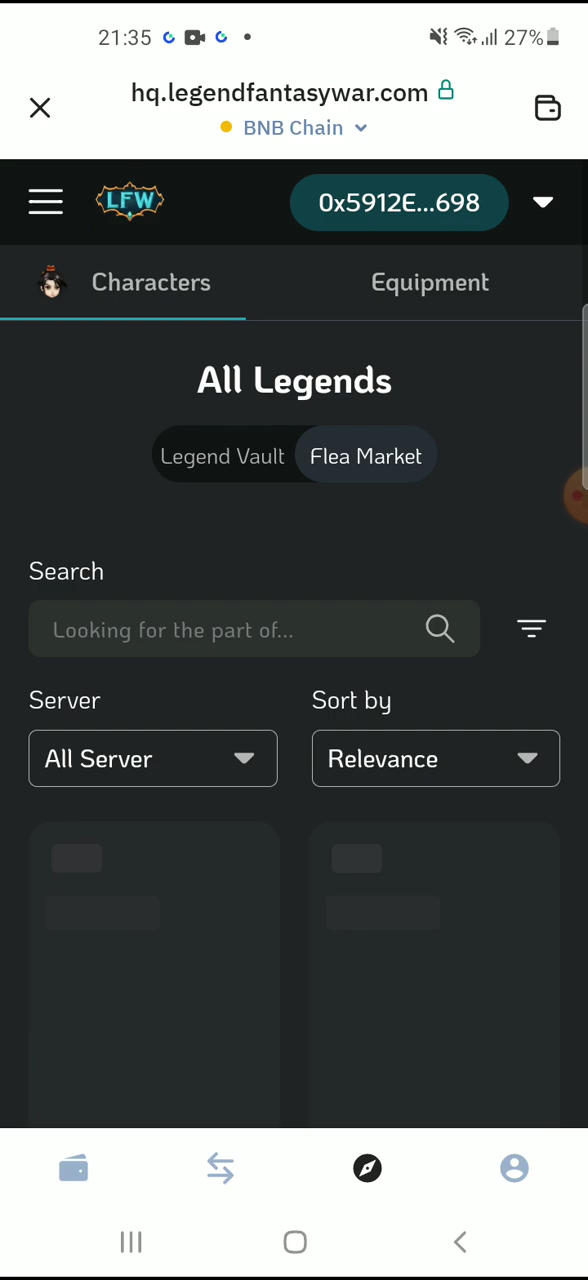 21:35
27%
hq.legendfantasywar.com
BNB Chain
LFW
0x5912E...698
Characters
Equipment
All Legends
Legend Vault
Flea Market
Search
Looking for the part of...
Server
Sort by
All Server
Relevance